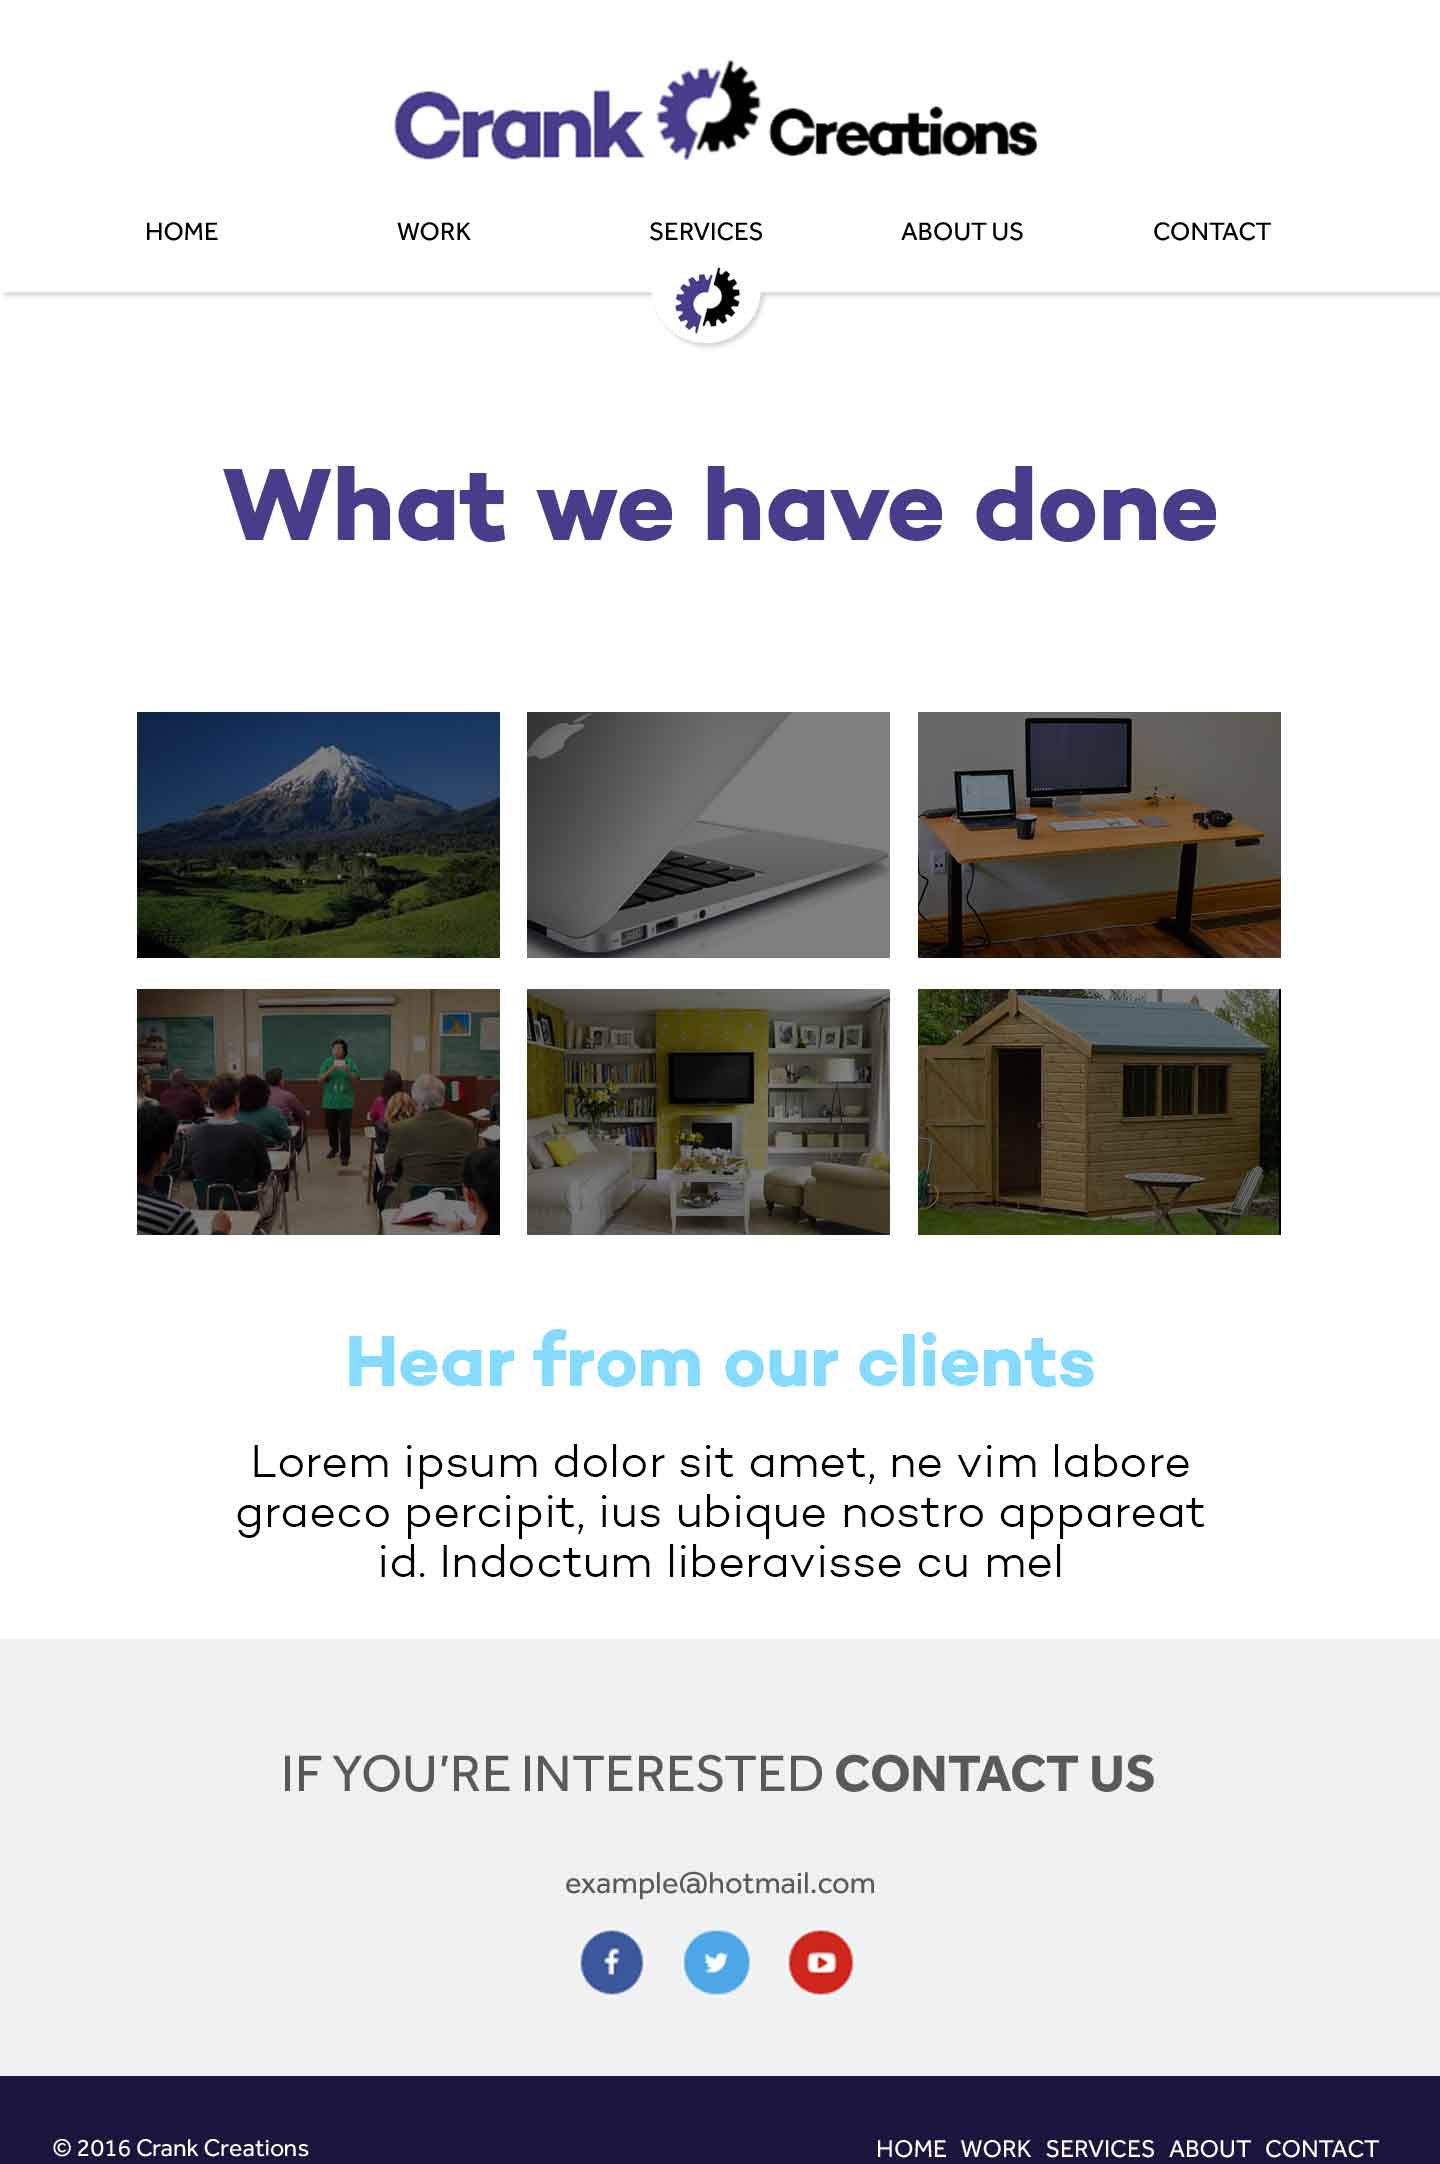 Crank Creations
HOME WORK SERVICES ABOUT US CONTACT
What we have done
Hear from our clients
Lorem ipsum dolor sit amet, ne vim labore
graeco percipit, ius ubique nostro appareat
id. Indoctum liberavisse cu mel
IF YOU'RE INTERESTED CONTACT US
example@hotmail.com
© 2016 Crank Creations HOME WORK SERVICES ABOUT CONTACT